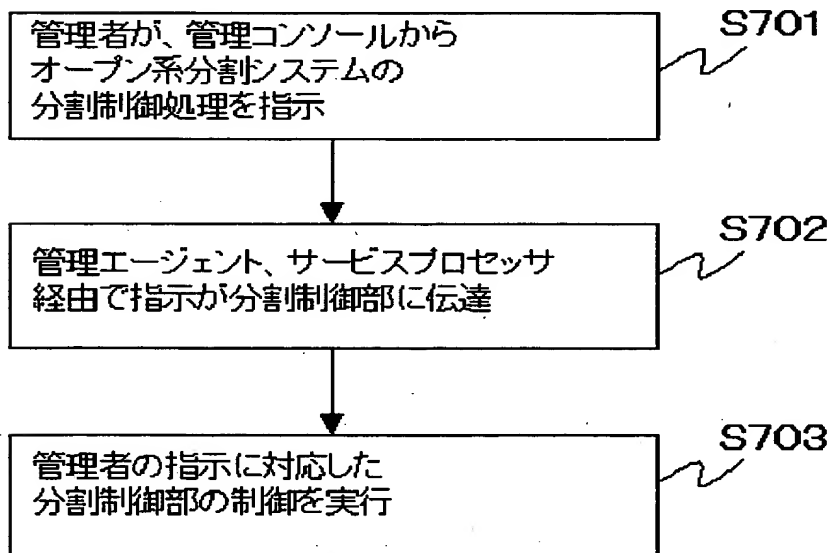 管理者が、管理コンソールから
オープン系分割システムの
分割制御処理を指示
S701
管理エージェント、サービスプロセッサ
経由で指示が分割制御部に伝達
S702
管理者の指示に対応した
分割制御部の制御を実行
S703